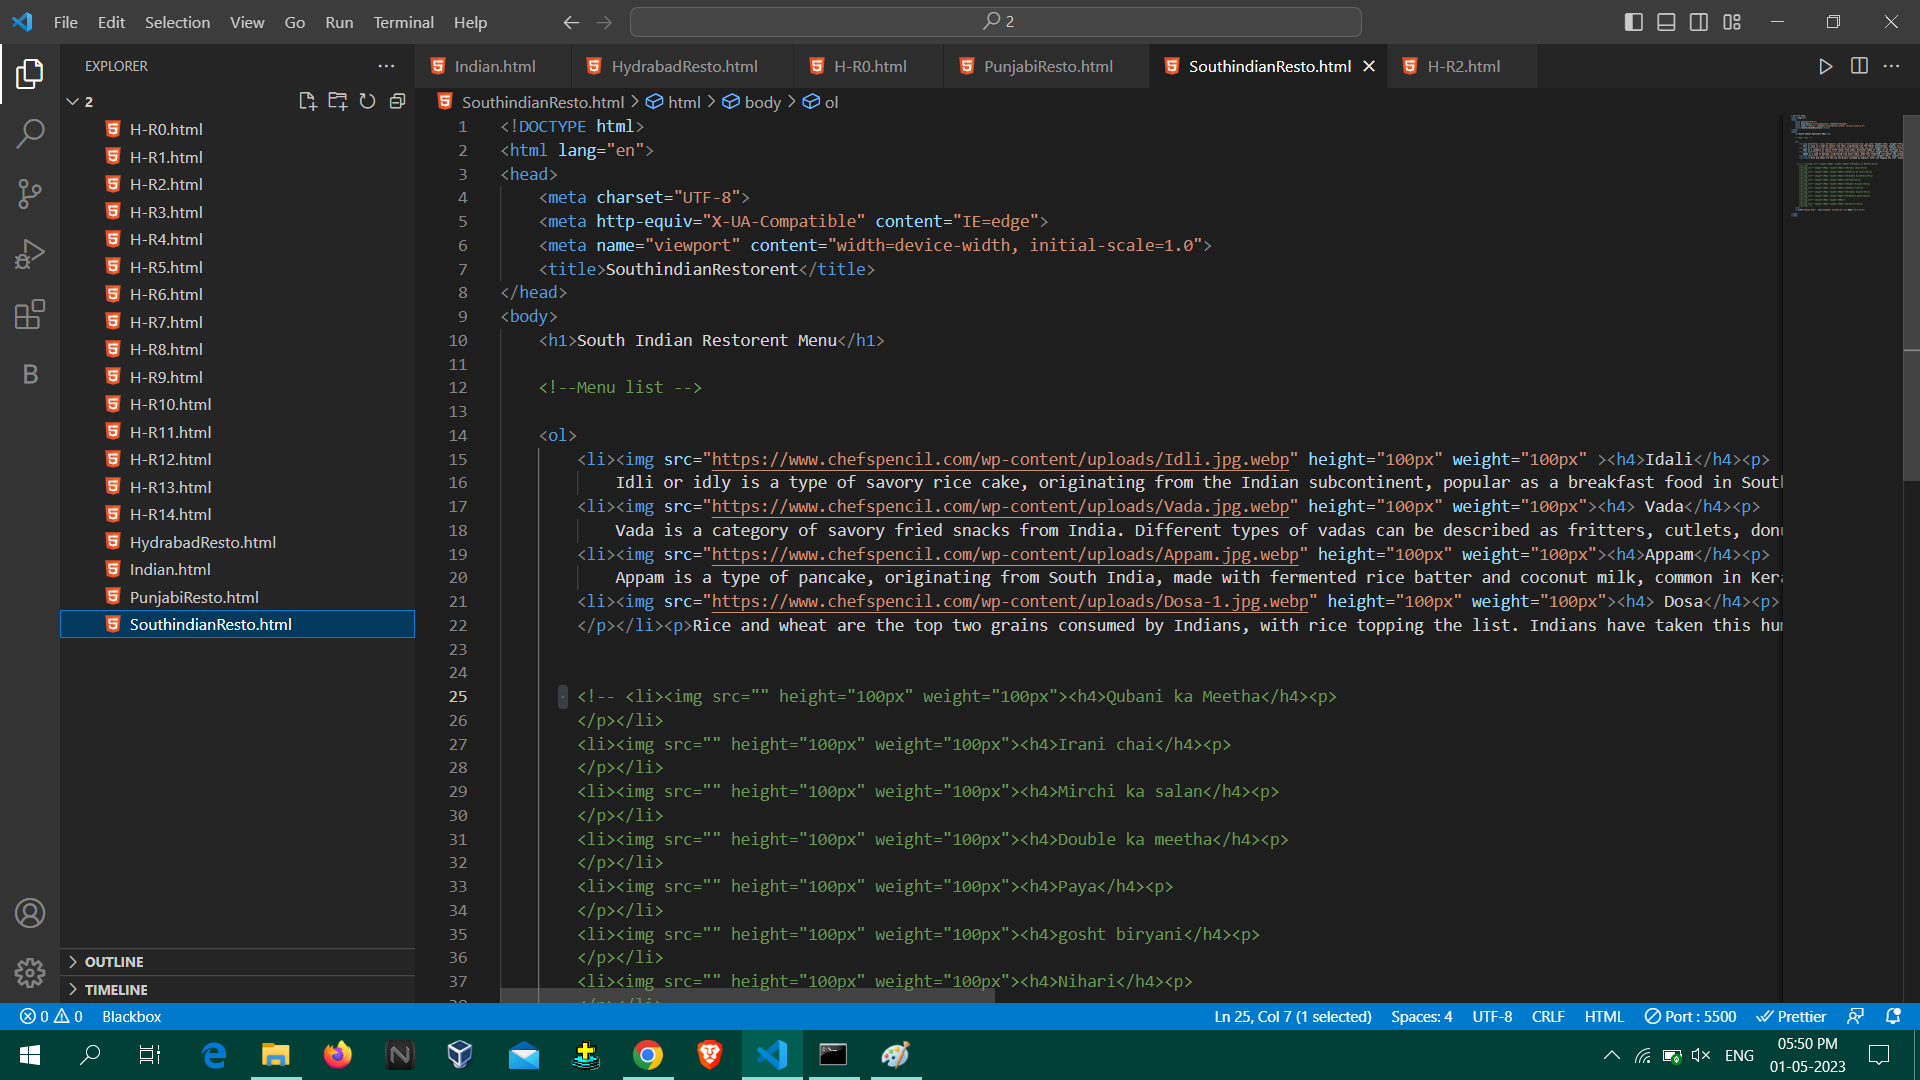 File Edit Selection View Go Run Terminal Help
2
EXPLORER
2
H-R0.html
H-R1.html
H-R2.html
H-R3.html
H-R4.html
H-R5.html
H-R6.html
H-R7.html
H-R8.html
H-R9.html
H-R10.html
H-R11.html
H-R12.html
H-R13.html
H-R14.html
HydrabadResto.html
Indian.html
PunjabiResto.html
SouthindianResto.html
OUTLINE
TIMELINE
B
Indian.html HydrabadResto.html H-R0.html PunjabiResto.html SouthindianResto.html H-R2.html
SouthindianResto.html > html > body > ol
1 <!DOCTYPE html>
2 <html lang="en">
3 <head>
4 <meta charset="UTF-8">
5 <meta http-equiv="X-UA-Compatible" content="IE=edge">
6 <meta name="viewport" content="width=device-width, initial-scale=1.0">
7 <title>SouthindianRestorent</title>
8 </head>
9 <body>
10 <h1>South Indian Restorent Menu</h1>
11
12 <!--Menu list -->
13
14 <ol>
15 <li><img src="https://www.chefspencil.com/wp-content/uploads/Idli.jpg.webp" height="100px" weight="100px" ><h4>Idali</h4><p>
16 Idli or idly is a type of savory rice cake, originating from the Indian subcontinent, popular as a breakfast food in Sout
17 <li><img src="https://www.chefspencil.com/wp-content/uploads/Vada.jpg.webp" height="100px" weight="100px"><h4> Vada</h4><p>
18 Vada is a category of savory fried snacks from India. Different types of vadas can be described as fritters, cutlets, don
19 <li><img src="https://www.chefspencil.com/wp-content/uploads/Appam.jpg.webp" height="100px" weight="100px"><h4>Appam</h4><p>
20 Appam is a type of pancake, originating from South India, made with fermented rice batter and coconut milk, common in Ker
21 <li><img src="https://www.chefspencil.com/wp-content/uploads/Dosa-1.jpg.webp" height="100px" weight="100px"><h4> Dosa</h4><p>
22 </p></li><p>Rice and wheat are the top two grains consumed by Indians, with rice topping the list. Indians have taken this hu
23
24
25 <!-- <li><img src="" height="100px" weight="100px"><h4>Qubani ka Meetha</h4><p>
26 </p></li>
27 <li><img src="" height="100px" weight="100px"><h4>Irani chai</h4><p>
28 </p></li>
29 <li><img src="" height="100px" weight="100px"><h4>Mirchi ka salan</h4><p>
30 </p></li>
31 <li><img src="" height="100px" weight="100px"><h4>Double ka meetha</h4><p>
32 </p></li>
33 <li><img src="" height="100px" weight="100px"><h4>Paya</h4><p>
34 </p></li>
35 <li><img src="" height="100px" weight="100px"><h4>gosht biryani</h4><p>
36 </p></li>
37 <li><img src="" height="100px" weight="100px"><h4>Nihari</h4><p>
38 </p></li>
0 0 Blackbox Ln 25, Col 7 (1 selected) Spaces: 4 UTF-8 CRLF HTML Port : 5500 Prettier
ENG 05:50 PM
01-05-2023